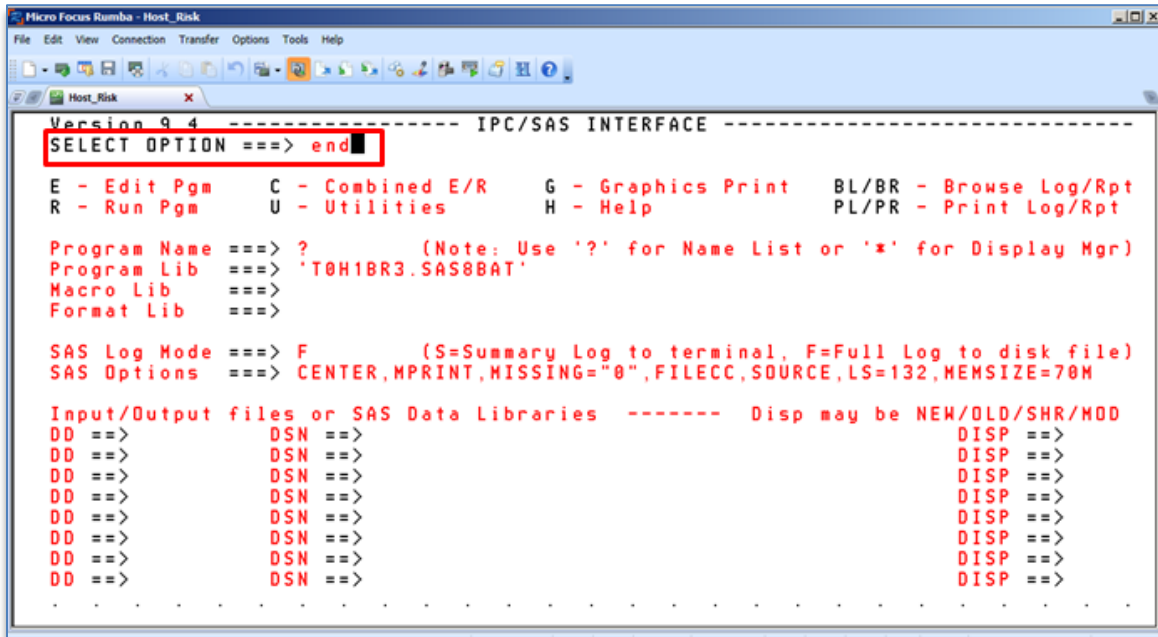 Micro Focus Rumba - Host_Risk
File Edit View Connection Transfer Options Tools Help
Host_Risk
Version 9.4 ------------------ IPC/SAS INTERFACE ------------------------------
SELECT OPTION ===> end
E - Edit Pgm C - Combined E/R G - Graphics Print BL/BR - Browse Log/Rpt
R - Run Pgm U - Utilities H - Help PL/PR - Print Log/Rpt
Program Name ===> ? (Note: Use '?' for Name List or '*' for Display Mgr)
Program Lib ===> 'T0H1BR3.SAS8BAT'
Macro Lib ===>
Format Lib ===>
SAS Log Mode ===> F (S=Summary Log to terminal, F=Full Log to disk file)
SAS Options ===> CENTER,MPRINT,MISSING="0",FILECC,SOURCE,LS=132,MEMSIZE=70M
Input/Output files or SAS Data Libraries ------- Disp may be NEW/OLD/SHR/MOD
DD ==> DSN ==> DISP ==>
DD ==> DSN ==> DISP ==>
DD ==> DSN ==> DISP ==>
DD ==> DSN ==> DISP ==>
DD ==> DSN ==> DISP ==>
DD ==> DSN ==> DISP ==>
DD ==> DSN ==> DISP ==>
DD ==> DSN ==> DISP ==>
. . . . . . . . . . . . . . . . . . . . . . . . . . .